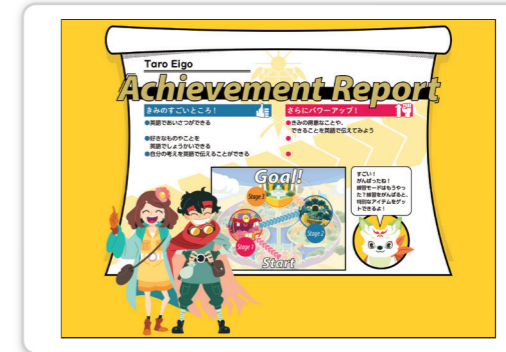 Taro Eigo
Achievement Report
きみのすごいところ！
●英語であいさつができる
●好きなものやことを
英語でしょうかいできる
●自分の考えを英語で伝えることができる
さらにパワーアップ！
●きみの得意なことや、
できることを英語で伝えてみよう
●
●
Goal!
Stage 3
Stage 2
Stage 1
Start
すごい！
がんばったね！
練習モードはもうやっ
た？練習をがんばると、
特別なアイテムをゲッ
トできるよ！